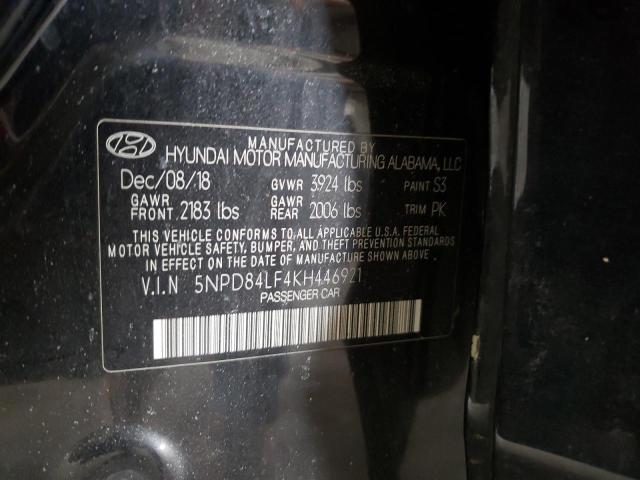 MANUFACTURED BY
HYUNDAI MOTOR MANUFACTURING ALABAMA, LLC
Dec/08/18 GVWR 3924 lbs PAINT S3
GAWR FRONT 2183 lbs GAWR REAR 2006 lbs TRIM PK
THIS VEHICLE CONFORMS TO ALL APPLICABLE U.S.A. FEDERAL
MOTOR VEHICLE SAFETY, BUMPER, AND THEFT PREVENTION STANDARDS
IN EFFECT ON THE DATE OF MANUFACTURE SHOWN ABOVE.
V.I.N 5NPD84LF4KH446921
PASSENGER CAR